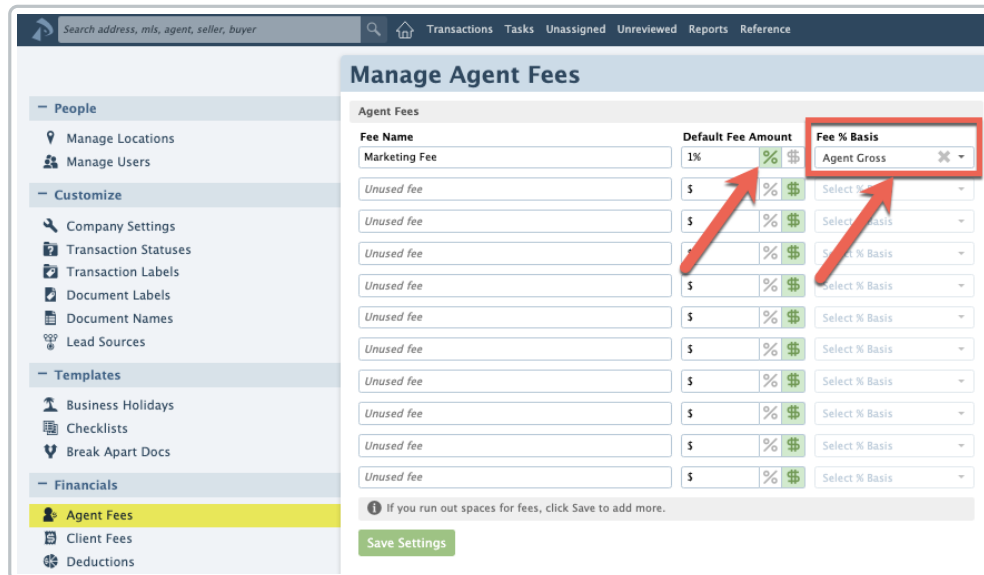 Search address, mls, agent, seller, buyer
Transactions Tasks Unassigned Unreviewed Reports Reference
Manage Agent Fees
People
Manage Locations
Manage Users
Customize
Company Settings
Transaction Statuses
Transaction Labels
Document Labels
Document Names
Lead Sources
Templates
Business Holidays
Checklists
Break Apart Docs
Financials
Agent Fees
Client Fees
Deductions
Agent Fees
Fee Name Default Fee Amount Fee % Basis
Marketing Fee 1% % $ Agent Gross
Unused fee $ % $ Select % Basis
Unused fee $ % $ Select % Basis
Unused fee $ % $ Select % Basis
Unused fee $ % $ Select % Basis
Unused fee $ % $ Select % Basis
Unused fee $ % $ Select % Basis
Unused fee $ % $ Select % Basis
Unused fee $ % $ Select % Basis
Unused fee $ % $ Select % Basis
Unused fee $ % $ Select % Basis
If you run out spaces for fees, click Save to add more.
Save Settings